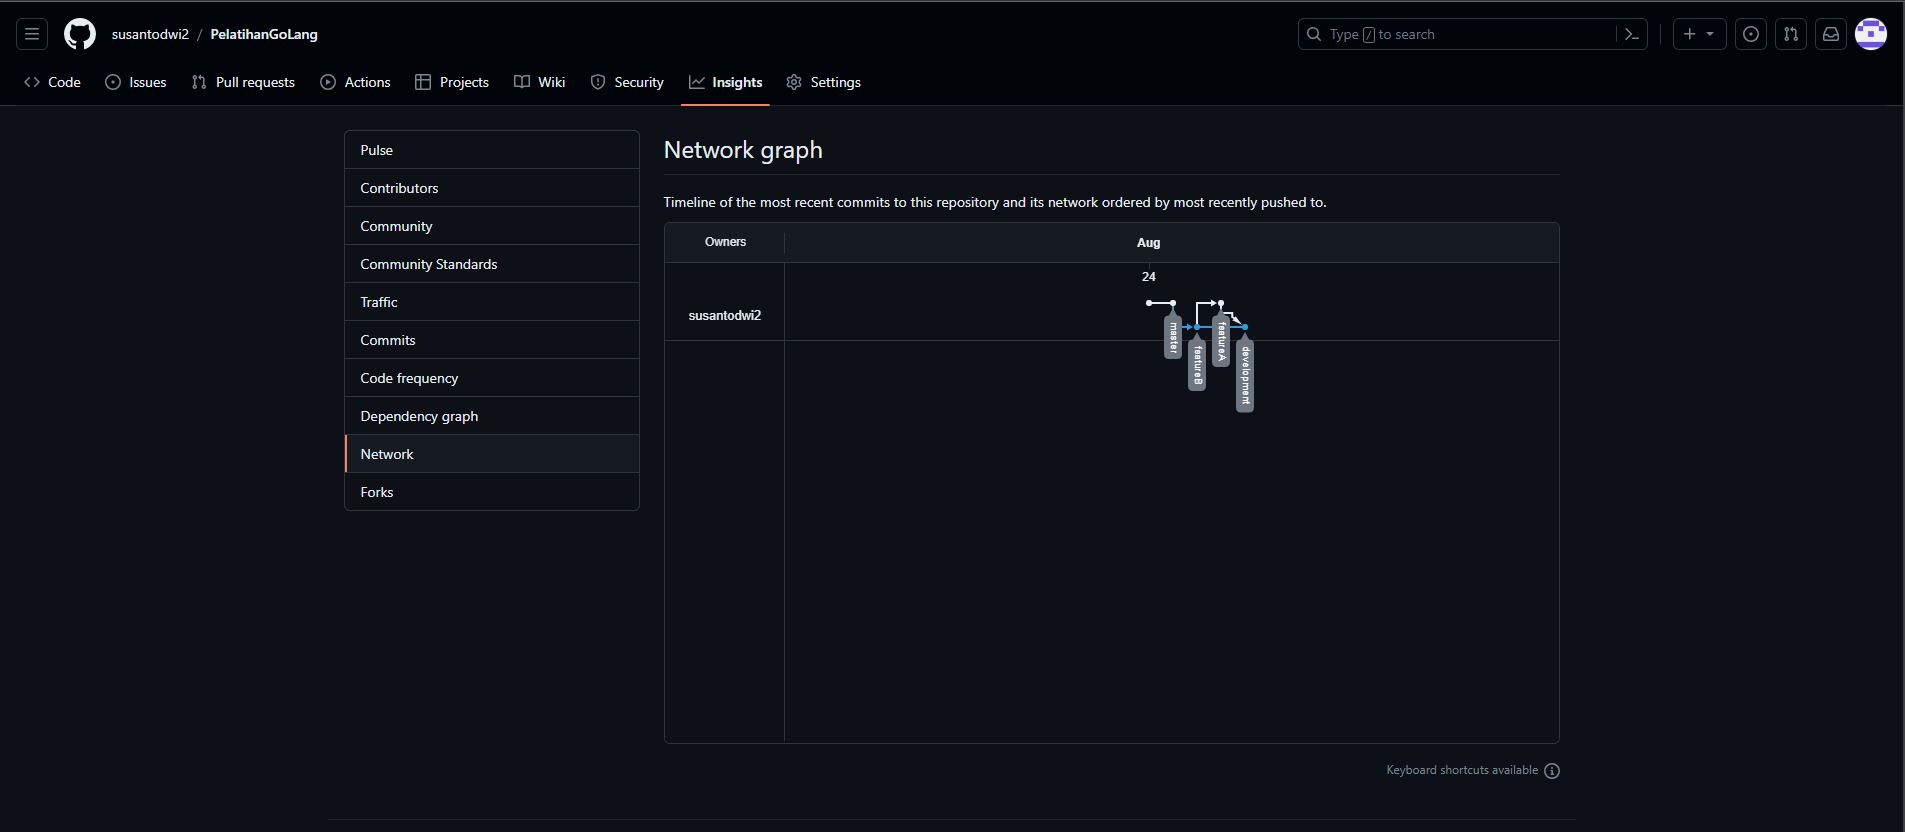 susantodwi2 / PelatihanGoLang
Type / to search
Code Issues Pull requests Actions Projects Wiki Security Insights Settings
Pulse
Contributors
Community
Community Standards
Traffic
Commits
Code frequency
Dependency graph
Network
Forks
Network graph
Timeline of the most recent commits to this repository and its network ordered by most recently pushed to.
Owners
Aug
24
susantodwi2
master
featureB
featureA
development
Keyboard shortcuts available